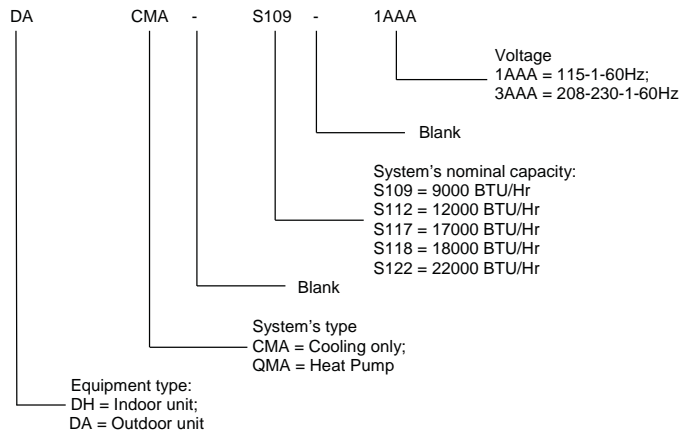 DA CMA - S109 - 1AAA
Voltage
1AAA = 115-1-60Hz;
3AAA = 208-230-1-60Hz
Blank
System's nominal capacity:
S109 = 9000 BTU/Hr
S112 = 12000 BTU/Hr
S117 = 17000 BTU/Hr
S118 = 18000 BTU/Hr
S122 = 22000 BTU/Hr
Blank
System's type
CMA = Cooling only;
QMA = Heat Pump
Equipment type:
DH = Indoor unit;
DA = Outdoor unit